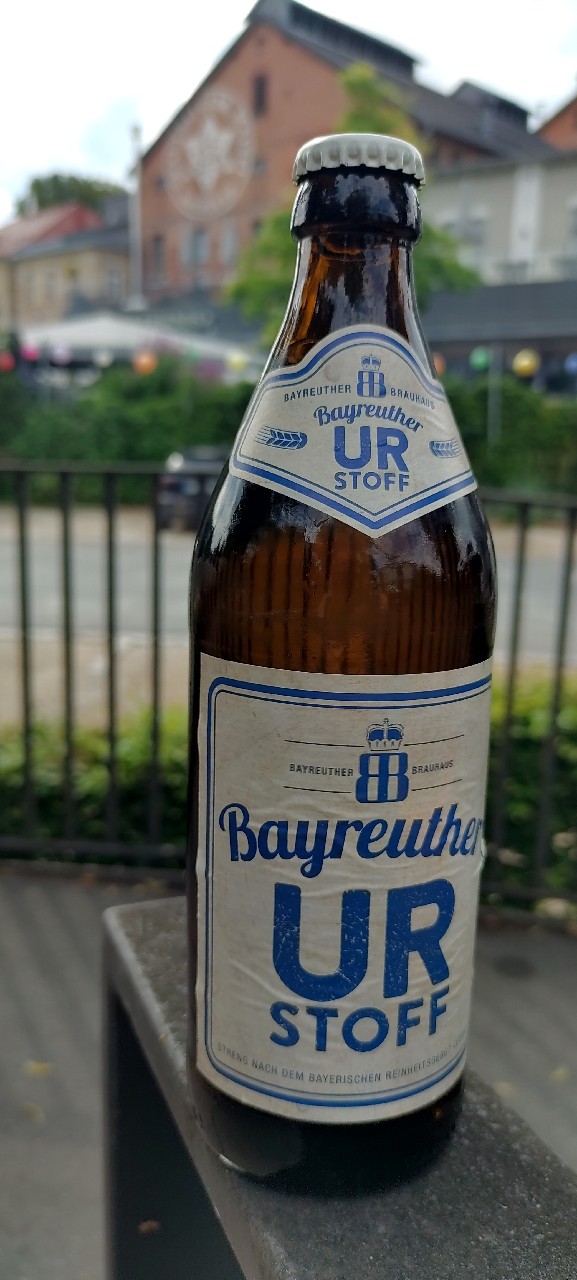 BAYREUTHER BB BRAUHAUS
Bayreuther
UR
STOFF
BAYREUTHER BB BRAUHAUS
Bayreuther
UR
STOFF
STRENG NACH DEM BAYERISCHEN REINHEITSGEBOT